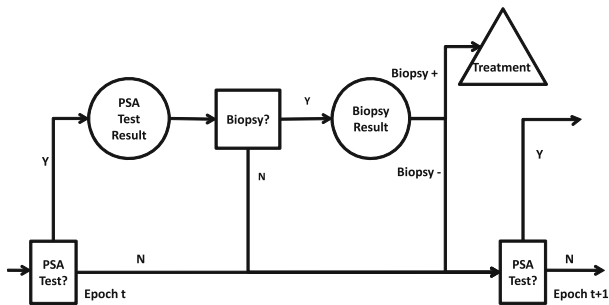 PSA
Test
Result
Biopsy?
Y
Biopsy
Result
Biopsy +
Treatment
Y
N
Biopsy -
Y
PSA
Test?
N
Epoch t
PSA
Test?
N
Epoch t+1